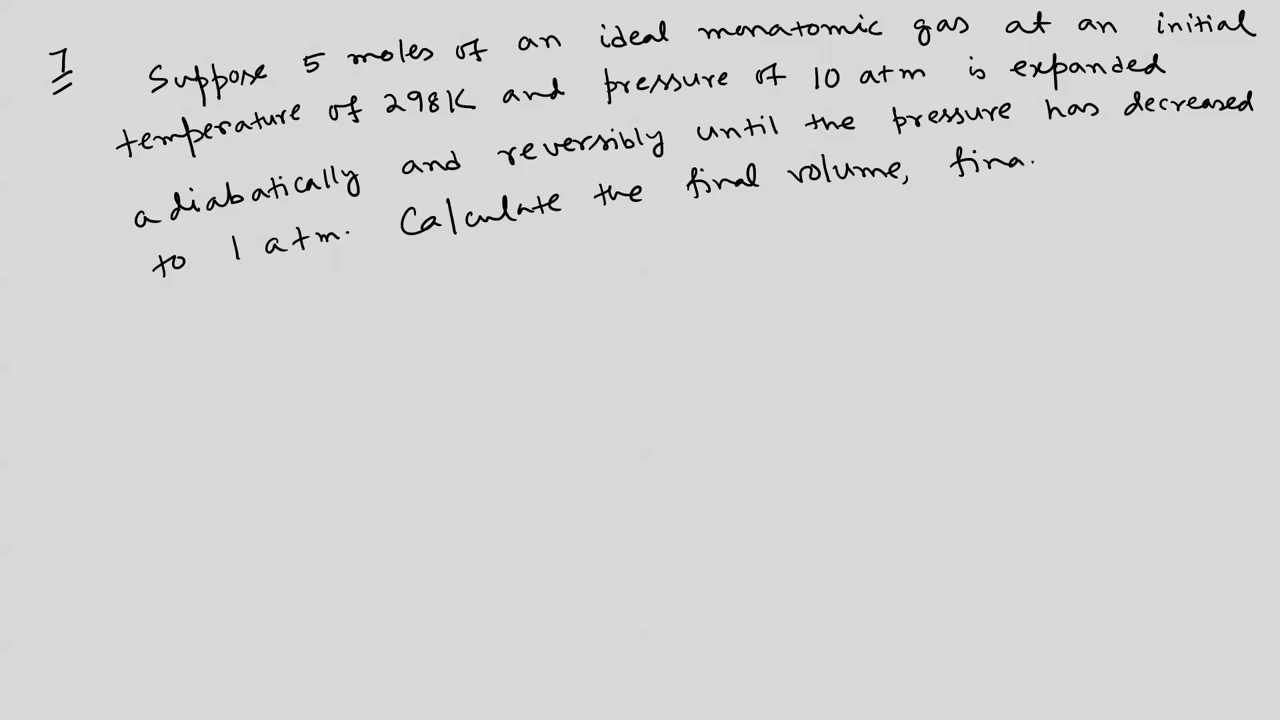 I Suppose 5 moles of an ideal monatomic gas at an initial
temperature of 298K and pressure of 10 atm is expanded
adiabatically and reversibly until the pressure has decreased
to 1 atm. Calculate the final volume, fina.